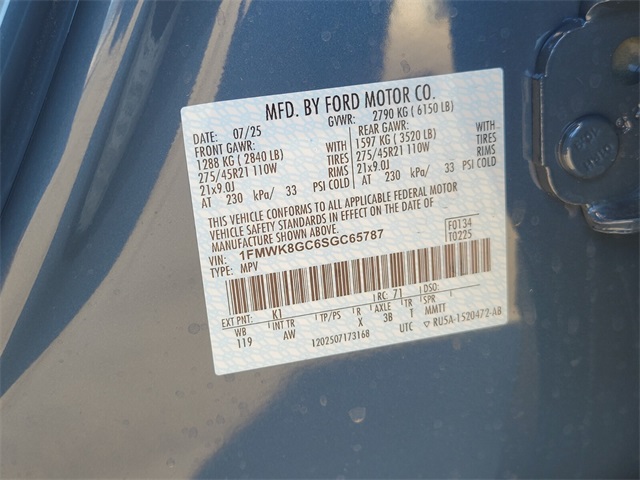 MFD. BY FORD MOTOR CO.
DATE: 07/25 GVWR: 2790 KG ( 6150 LB)
FRONT GAWR: REAR GAWR:
1288 KG ( 2840 LB) WITH 1597 KG ( 3520 LB) WITH
275/45R21 110W TIRES 275/45R21 110W TIRES
21x9.0J RIMS 21x9.0J RIMS
AT 230 kPa/ 33 PSI COLD AT 230 kPa/ 33 PSI COLD
THIS VEHICLE CONFORMS TO ALL APPLICABLE FEDERAL MOTOR
VEHICLE SAFETY STANDARDS IN EFFECT ON THE DATE OF
MANUFACTURE SHOWN ABOVE.
VIN: 1FMWK8GC6SGC65787 F0134
TYPE: MPV T0225
EXT PNT: K1 RC: 71 DSO:
WB INT TR TP/PS R AXLE TR SPR
119 AW X 3B T MMTT
1202507173168 UTC RU5A-1520472-AB